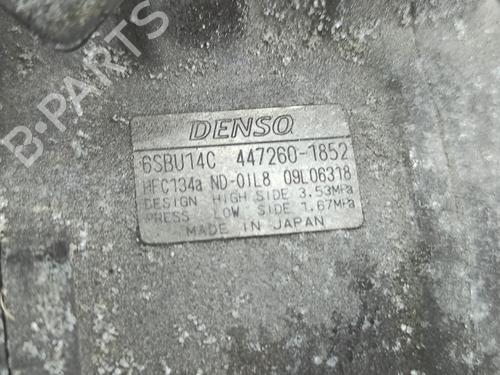 DENSO
6SBU14C 447260-1852
HFC134a ND-OIL8 09L06318
DESIGN HIGH SIDE 3.53MPa
PRESS LOW SIDE 1.67MPa
MADE IN JAPAN
B-PARTS
B-PARTS